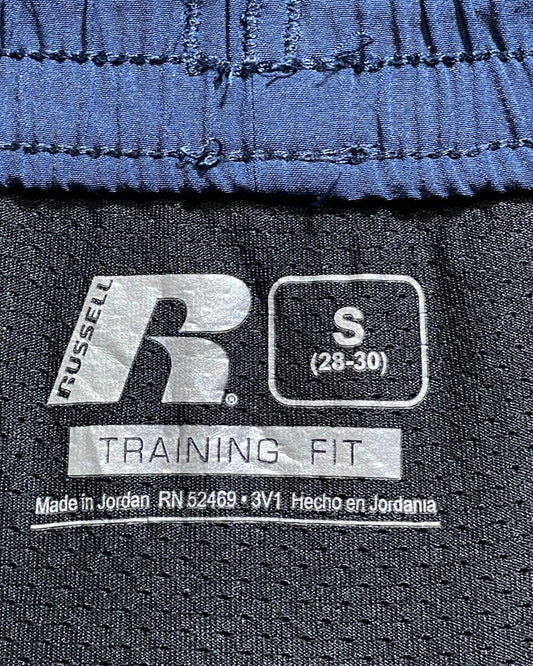 RUSSELL
R®
S
(28-30)
TRAINING FIT
Made in Jordan RN 52469 • 3V1 Hecho en Jordania